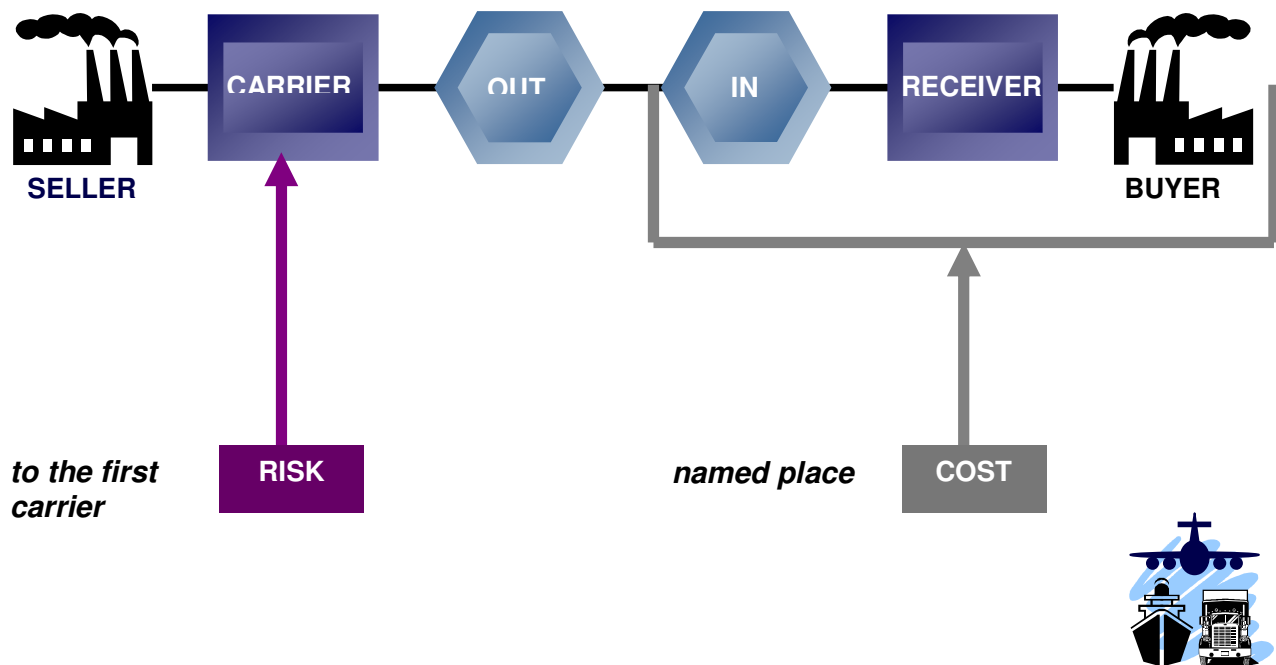 CARRIER
OUT
IN
RECEIVER
SELLER
BUYER
to the first
carrier
RISK
named place
COST